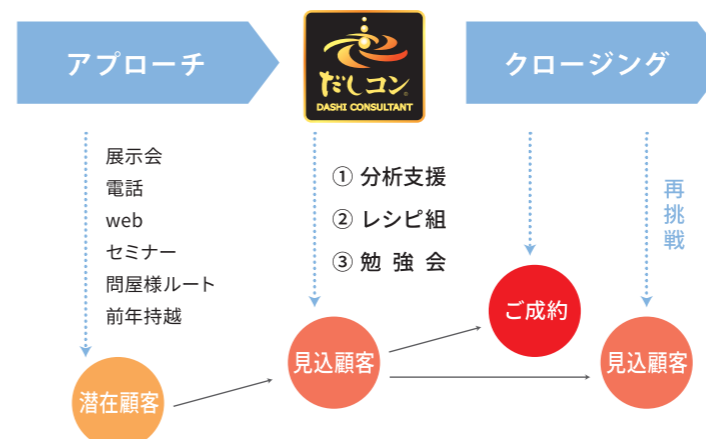 アプローチ
だしコン®
DASHI CONSULTANT
クロージング
展示会
電話
web
セミナー
問屋様ルート
前年持越
① 分析支援
② レシピ組
③ 勉強会
再挑戦
潜在顧客
見込顧客
ご成約
見込顧客